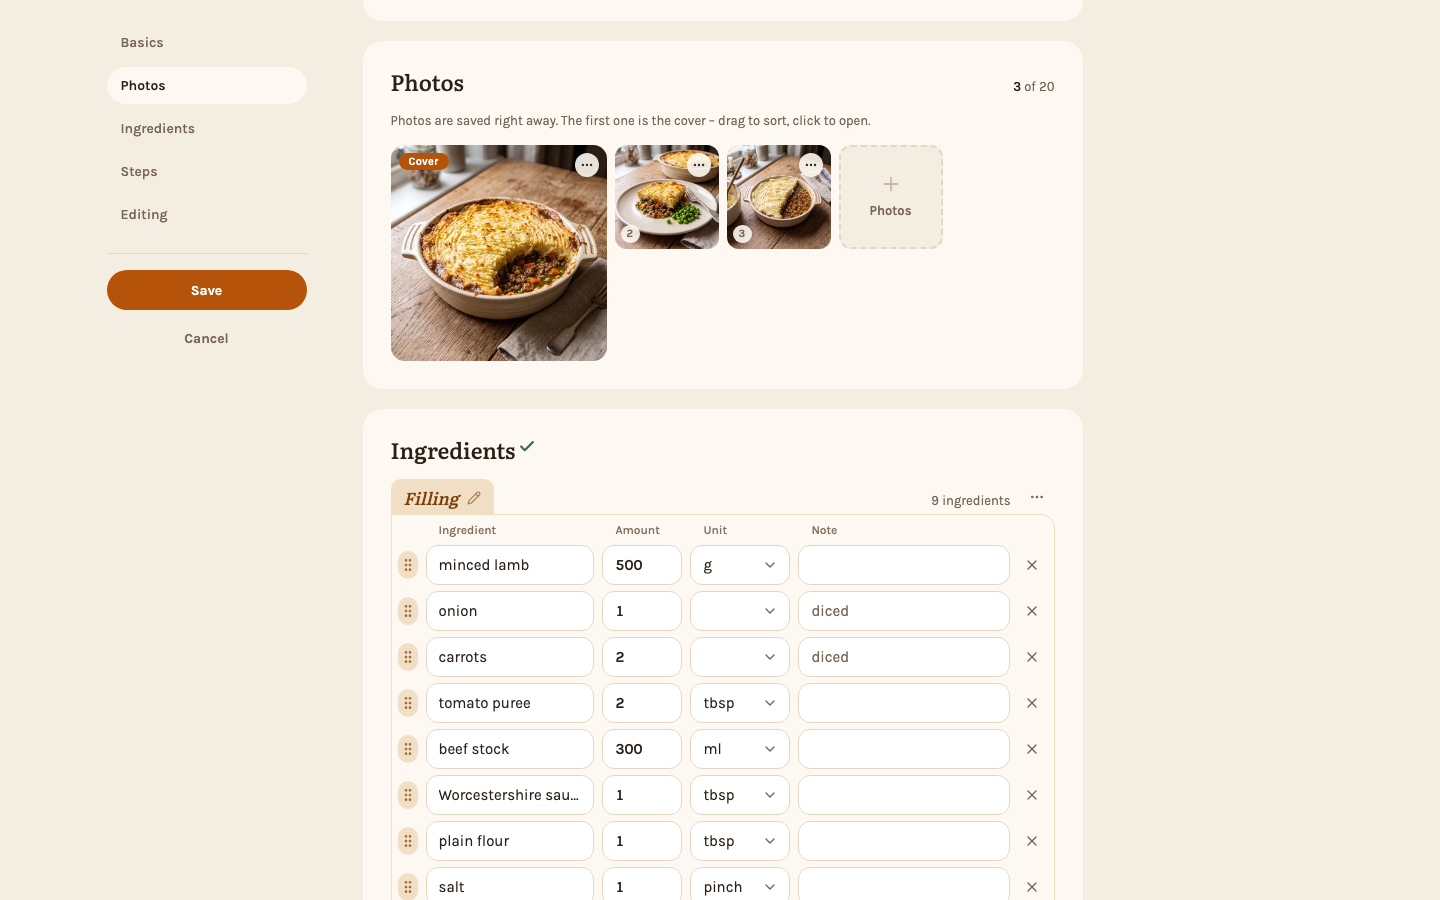 Basics
Photos
Ingredients
Steps
Editing
Save
Cancel
Photos
3 of 20
Photos are saved right away. The first one is the cover – drag to sort, click to open.
Cover
2
3
Photos
Ingredients
Filling
9 ingredients
Ingredient Amount Unit Note
minced lamb 500 g
onion 1 diced
carrots 2 diced
tomato puree 2 tbsp
beef stock 300 ml
Worcestershire sau...
1 tbsp
plain flour 1 tbsp
salt 1 pinch